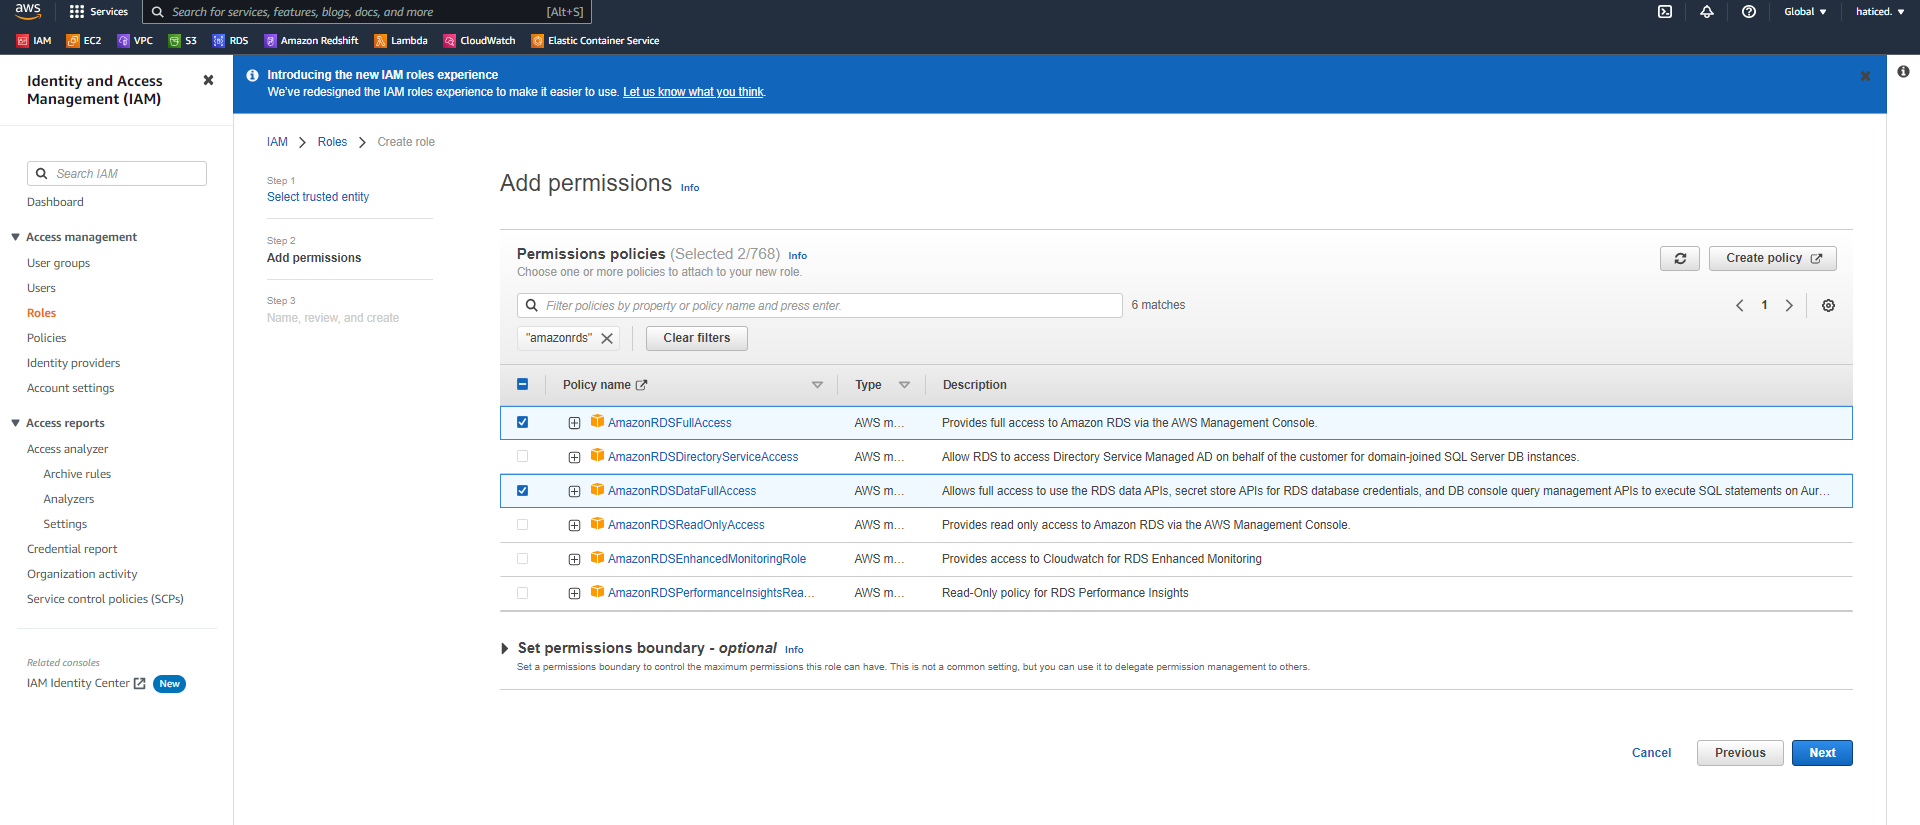 aws
Services
Search for services, features, blogs, docs, and more
[Alt+S]
Global
haticed.
IAM
EC2
VPC
S3
RDS
Amazon Redshift
Lambda
CloudWatch
Elastic Container Service
Identity and Access
Management (IAM)
Search IAM
Dashboard
Access management
User groups
Users
Roles
Policies
Identity providers
Account settings
Access reports
Access analyzer
Archive rules
Analyzers
Settings
Credential report
Organization activity
Service control policies (SCPs)
Related consoles
IAM Identity Center
New
Introducing the new IAM roles experience
We've redesigned the IAM roles experience to make it easier to use. Let us know what you think.
IAM
Roles
Create role
Step 1
Select trusted entity
Step 2
Add permissions
Step 3
Name, review, and create
Add permissions Info
Permissions policies (Selected 2/768) Info
Choose one or more policies to attach to your new role.
Create policy
Filter policies by property or policy name and press enter.
6 matches
1
"amazonrds"
Clear filters
Policy name
Type
Description
AmazonRDSFullAccess AWS m... Provides full access to Amazon RDS via the AWS Management Console.
AmazonRDSDirectoryServiceAccess AWS m... Allow RDS to access Directory Service Managed AD on behalf of the customer for domain-joined SQL Server DB instances.
AmazonRDSDataFullAccess AWS m... Allows full access to use the RDS data APIs, secret store APIs for RDS database credentials, and DB console query management APIs to execute SQL statements on Aur...
AmazonRDSReadOnlyAccess AWS m... Provides read only access to Amazon RDS via the AWS Management Console.
AmazonRDSEnhancedMonitoringRole AWS m... Provides access to Cloudwatch for RDS Enhanced Monitoring
AmazonRDSPerformanceInsightsRea... AWS m... Read-Only policy for RDS Performance Insights
Set permissions boundary - optional Info
Set a permissions boundary to control the maximum permissions this role can have. This is not a common setting, but you can use it to delegate permission management to others.
Cancel
Previous
Next